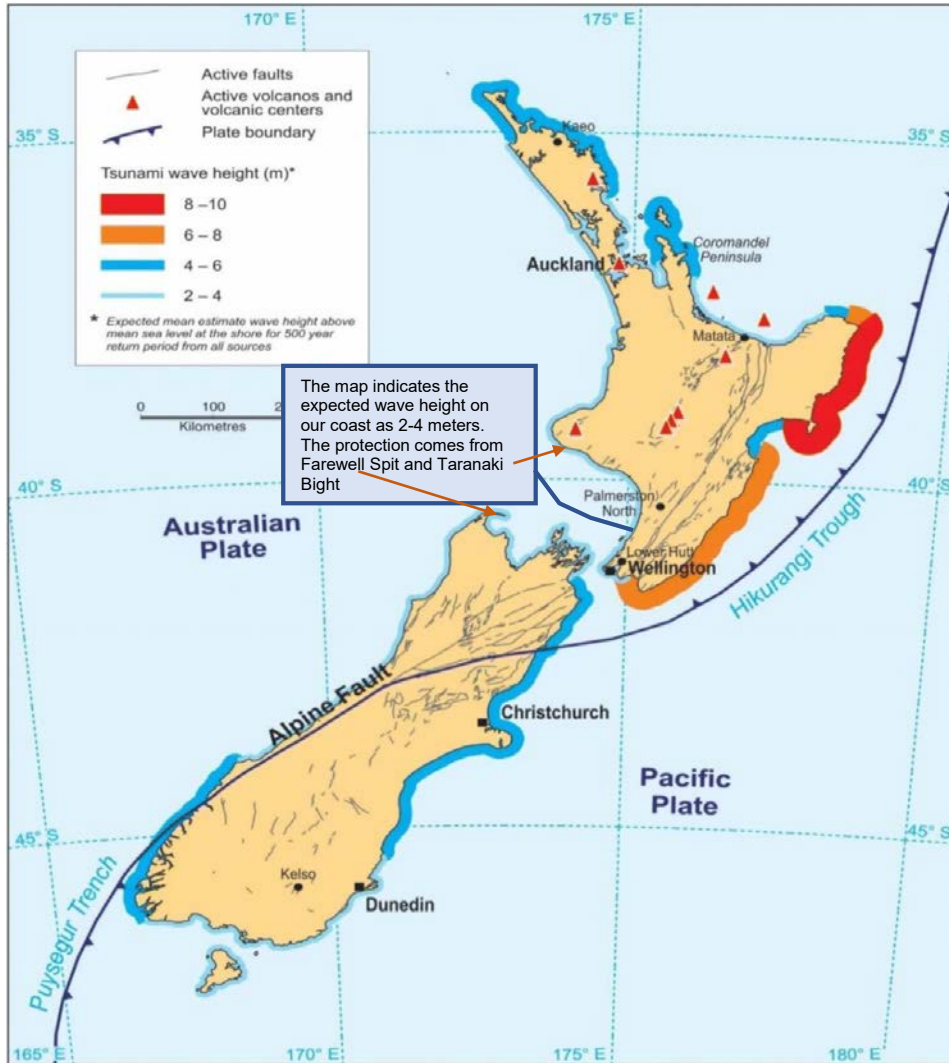 170° E
175° E
Active faults
Active volcanos and
volcanic centers
Plate boundary
Tsunami wave height (m)*
8 –10
6 – 8
4 – 6
2 – 4
* Expected mean estimate wave height above
mean sea level at the shore for 500 year
return period from all sources
35° S
35° S
Kaeo
Coromandel
Peninsula
Auckland
Matata
0
100
2
Kilometres
The map indicates the
expected wave height on
our coast as 2-4 meters.
The protection comes from
Farewell Spit and Taranaki
Bight
40° S
40° S
Palmerston
North
Australian
Plate
Lower Hutt
Wellington
Hikurangi Trough
Alpine Fault
Christchurch
Pacific
Plate
45° S
45° S
Kelso
Dunedin
Puysegur Trench
165° E
170° E
175° E
180° E